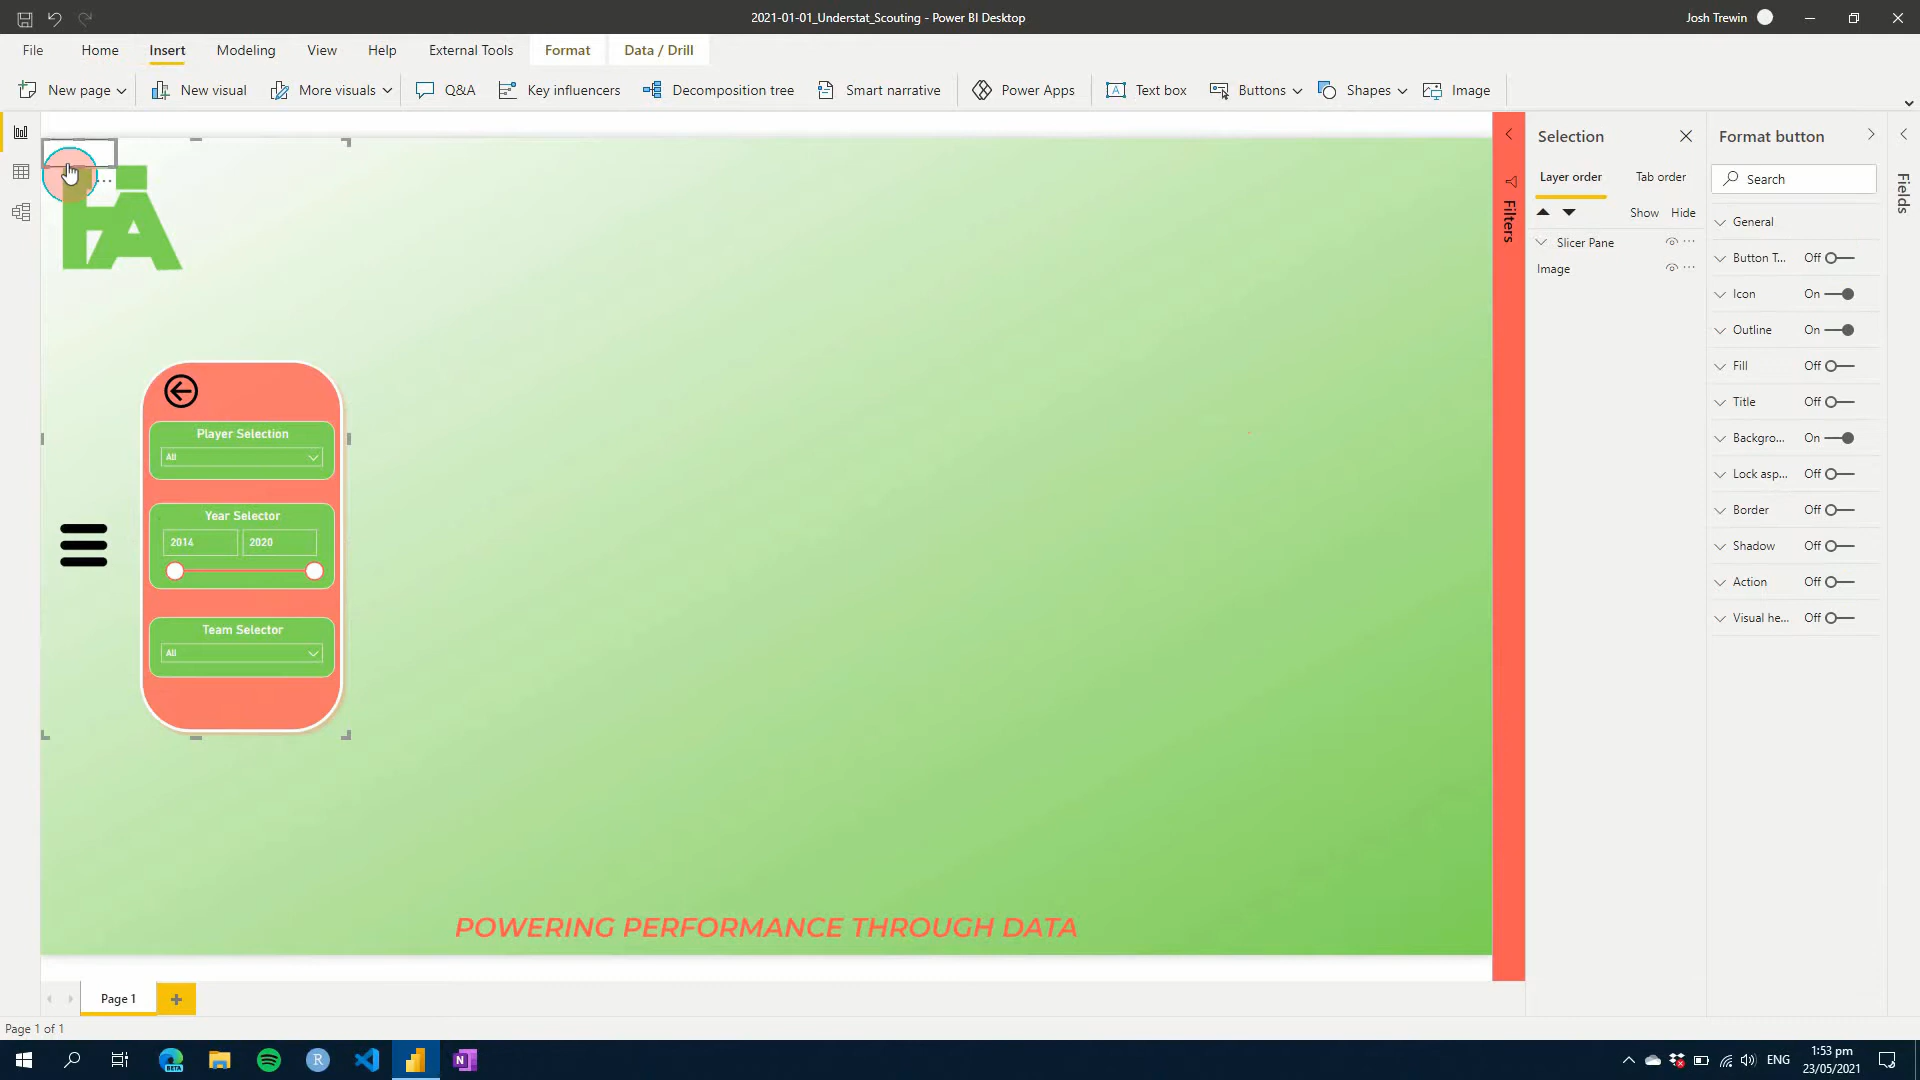 2021-01-01_Understat_Scouting - Power BI Desktop
Josh Trewin
File Home Insert Modeling View Help External Tools Format Data / Drill
New page New visual More visuals Q&A Key influencers Decomposition tree Smart narrative Power Apps Text box Buttons Shapes Image
Player Selection
All
Year Selector
2014 2020
Team Selector
All
POWERING PERFORMANCE THROUGH DATA
Filters
Selection
Layer order Tab order
Show Hide
Slicer Pane
Image
Format button
Search
General
Button T... Off
Icon On
Outline On
Fill Off
Title Off
Backgro... On
Lock asp... Off
Border Off
Shadow Off
Action Off
Visual he... Off
Fields
Page 1
Page 1 of 1
BETA
R
N
ENG
1:53 pm
23/05/2021